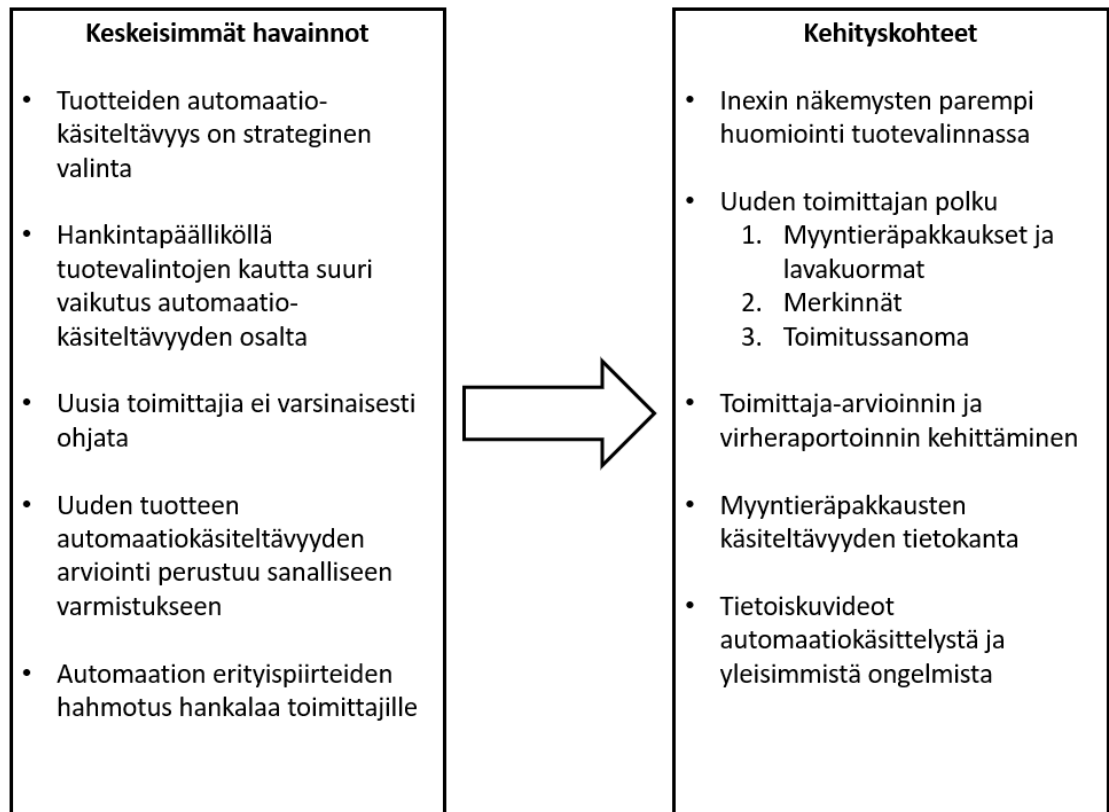 Keskeisimmät havainnot
• Tuotteiden automaatio-
käsiteltävyys on strateginen
valinta
• Hankintapäälliköllä
tuotevalintojen kautta suuri
vaikutus automaatio-
käsiteltävyyden osalta
• Uusia toimittajia ei varsinaisesti
ohjata
• Uuden tuotteen
automaatiokäsiteltävyyden
arviointi perustuu sanalliseen
varmistukseen
• Automaation erityispiirteiden
hahmotus hankalaa toimittajille
Kehityskohteet
• Inexin näkemysten parempi
huomiointi tuotevalinnassa
• Uuden toimittajan polku
1. Myyntieräpakkaukset ja
lavakuormat
2. Merkinnät
3. Toimitussanoma
• Toimittaja-arvioinnin ja
virheraportoinnin kehittäminen
• Myyntieräpakkausten
käsiteltävyyden tietokanta
• Tietoiskuvideot
automaatiokäsittelystä ja
yleisimmistä ongelmista